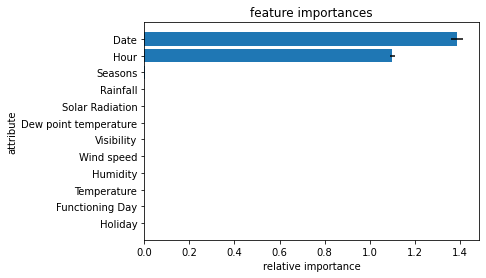 feature importances
attribute
Date
Hour
Seasons
Rainfall
Solar Radiation
Dew point temperature
Visibility
Wind speed
Humidity
Temperature
Functioning Day
Holiday
0.0 0.2 0.4 0.6 0.8 1.0 1.2 1.4
relative importance